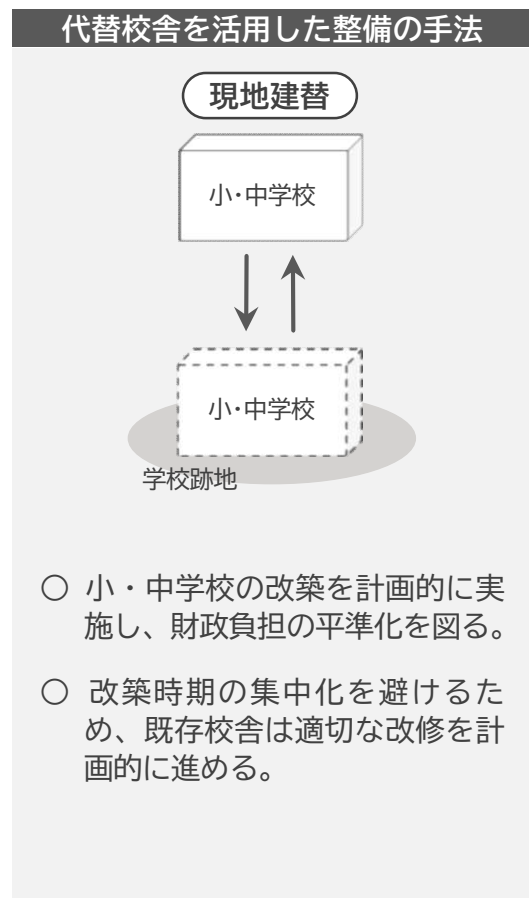 代替校舎を活用した整備の手法
現地建替
小・中学校
小・中学校
学校跡地
〇 小・中学校の改築を計画的に実
施し、財政負担の平準化を図る。
〇 改築時期の集中化を避けるた
め、既存校舎は適切な改修を計
画的に進める。